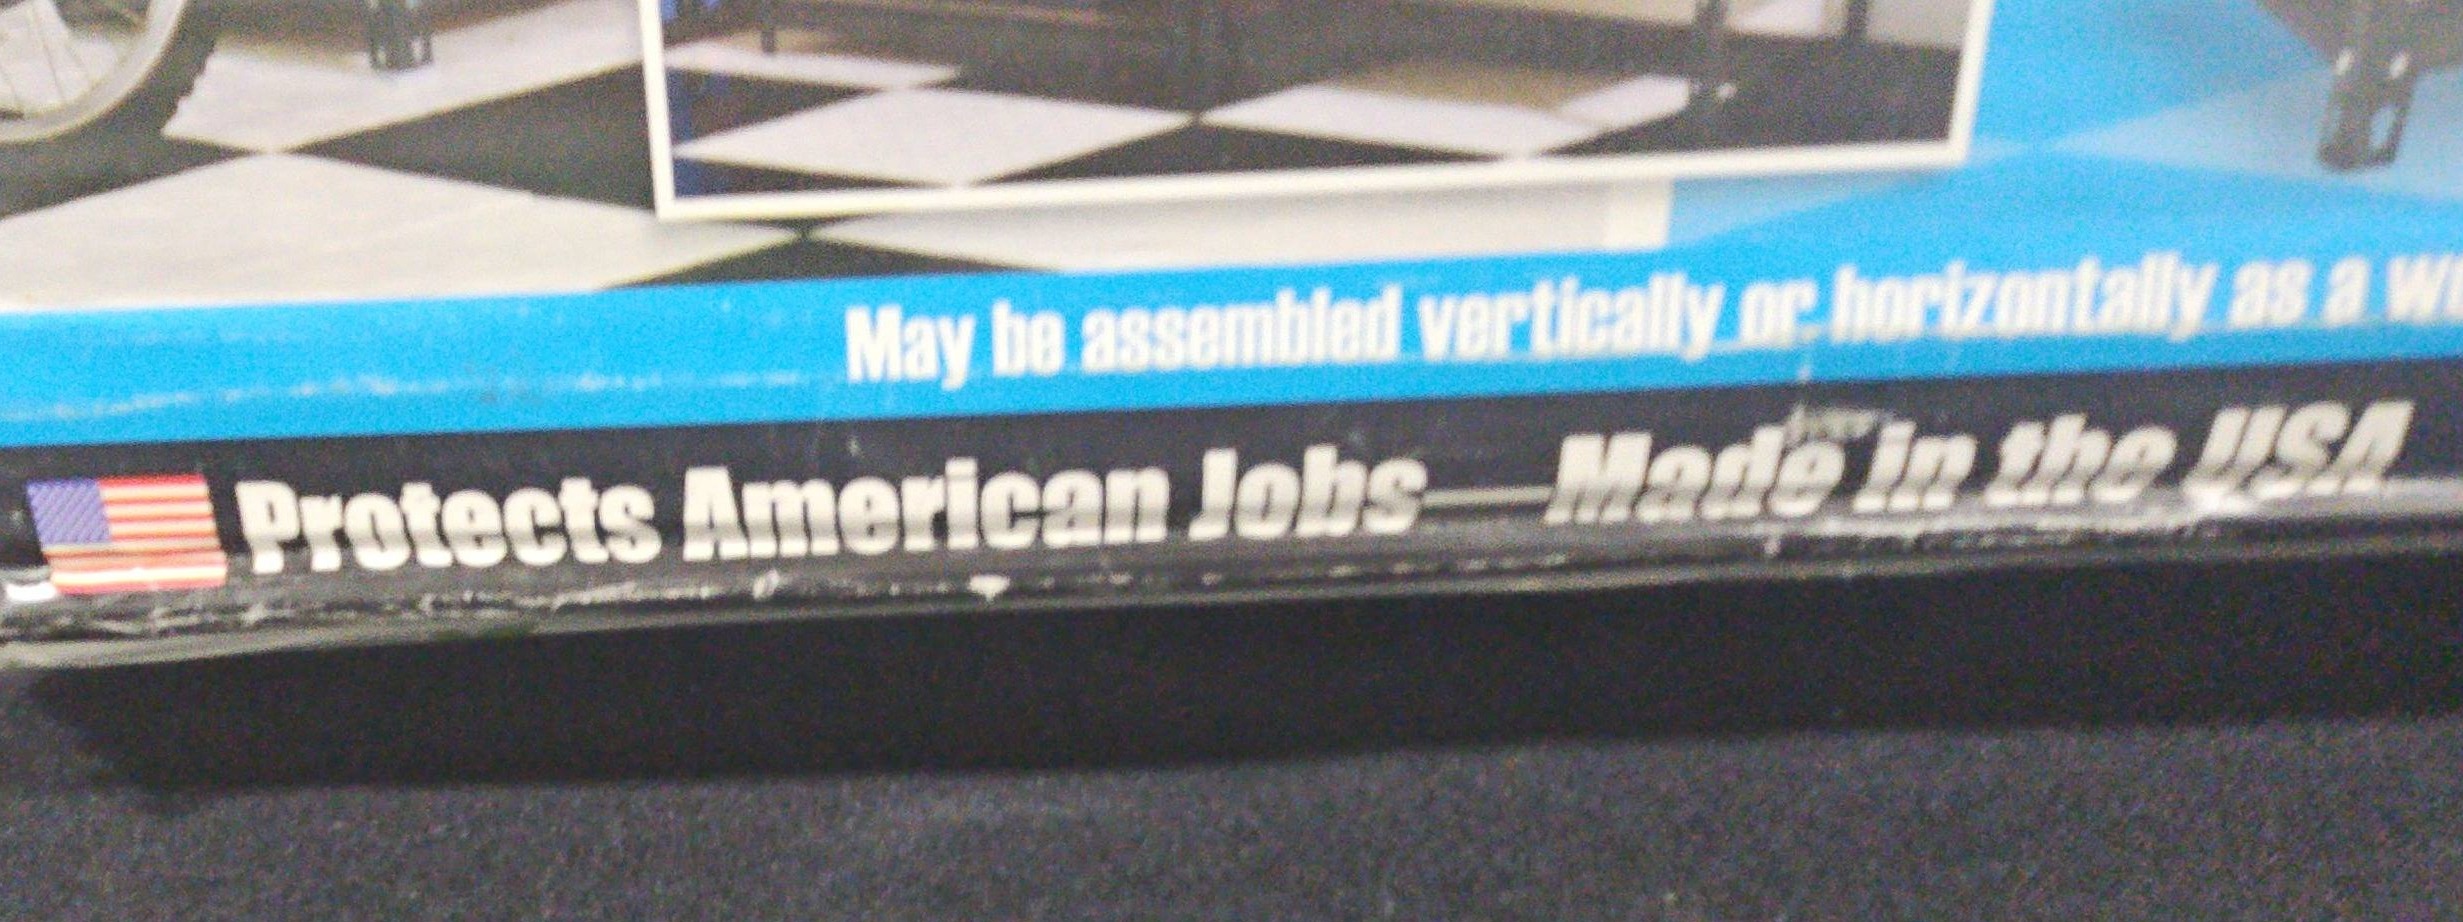 May be assembled vertically or horizontally as a
Protects American Jobs—Made in the USA